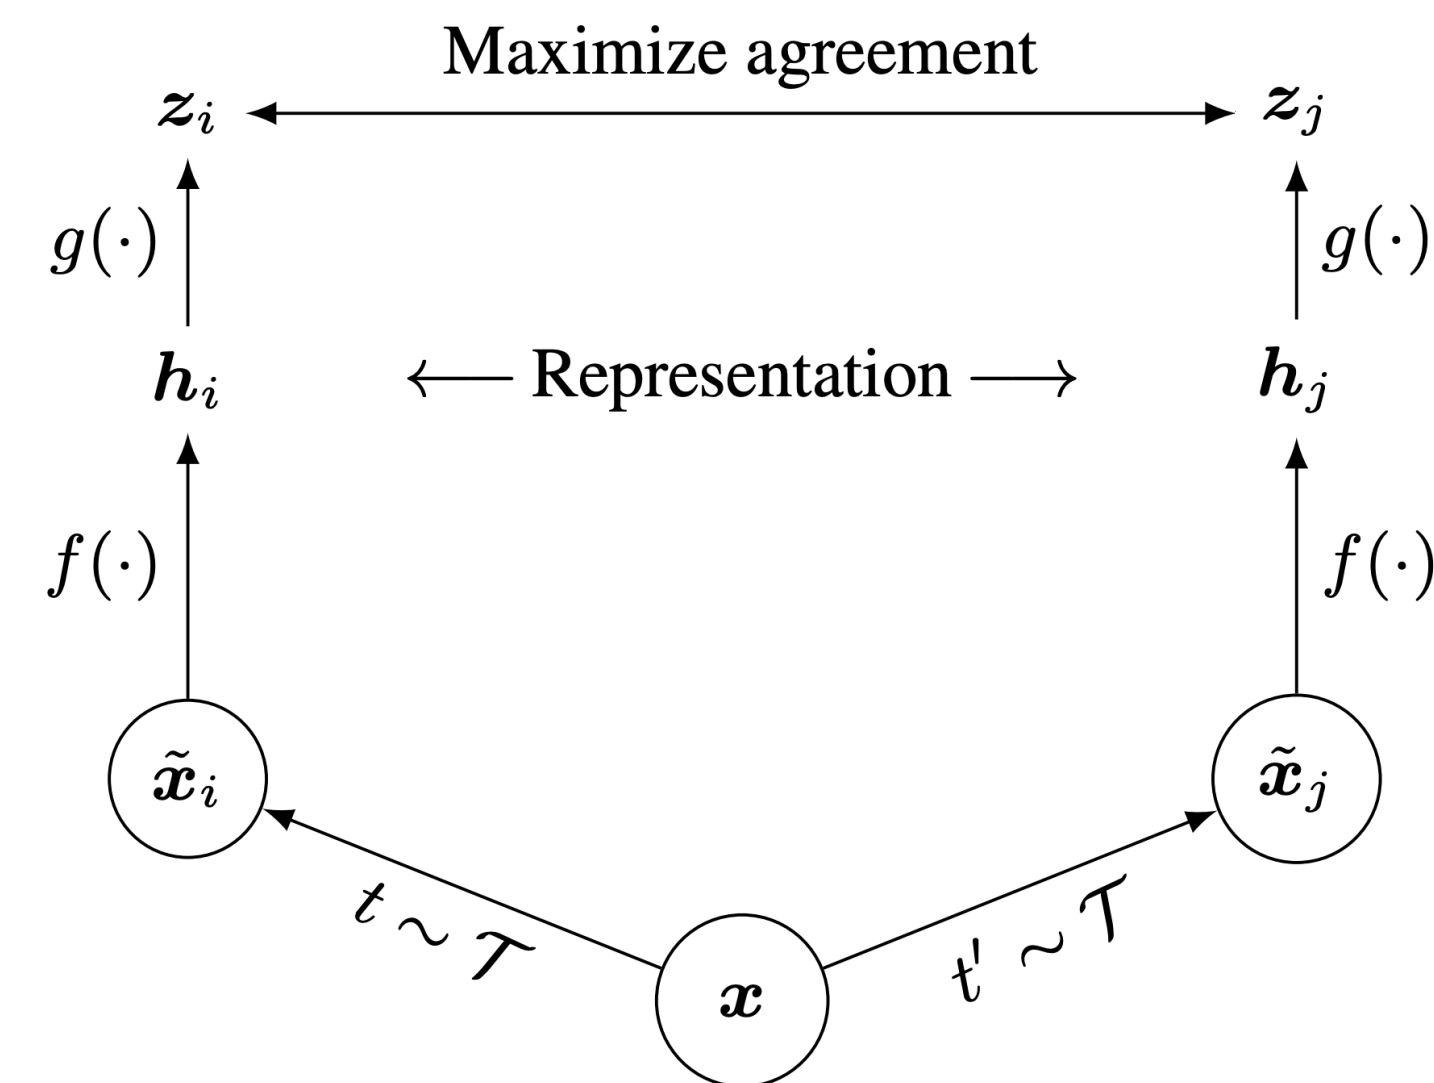 Maximize agreement
z_i z_j
g(·) g(·)
h_i ← Representation → h_j
f(·) f(·)
x̃_i x̃_j
t ∼ 𝒯 t′ ∼ 𝒯
x